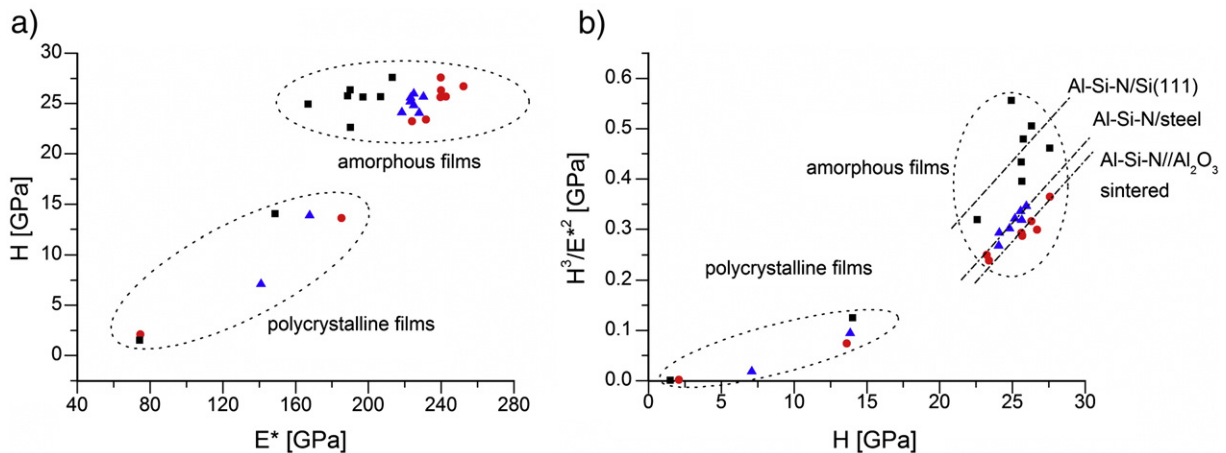 a)
H [GPa]
30
25
20
15
10
5
0
amorphous films
polycrystalline films
40
80
120
160
200
240
280
E* [GPa]
b)
H³/E*² [GPa]
0.6
0.5
0.4
0.3
0.2
0.1
0.0
Al-Si-N/Si(111)
Al-Si-N/steel
Al-Si-N//Al₂O₃
sintered
amorphous films
polycrystalline films
0
5
10
15
20
25
30
H [GPa]